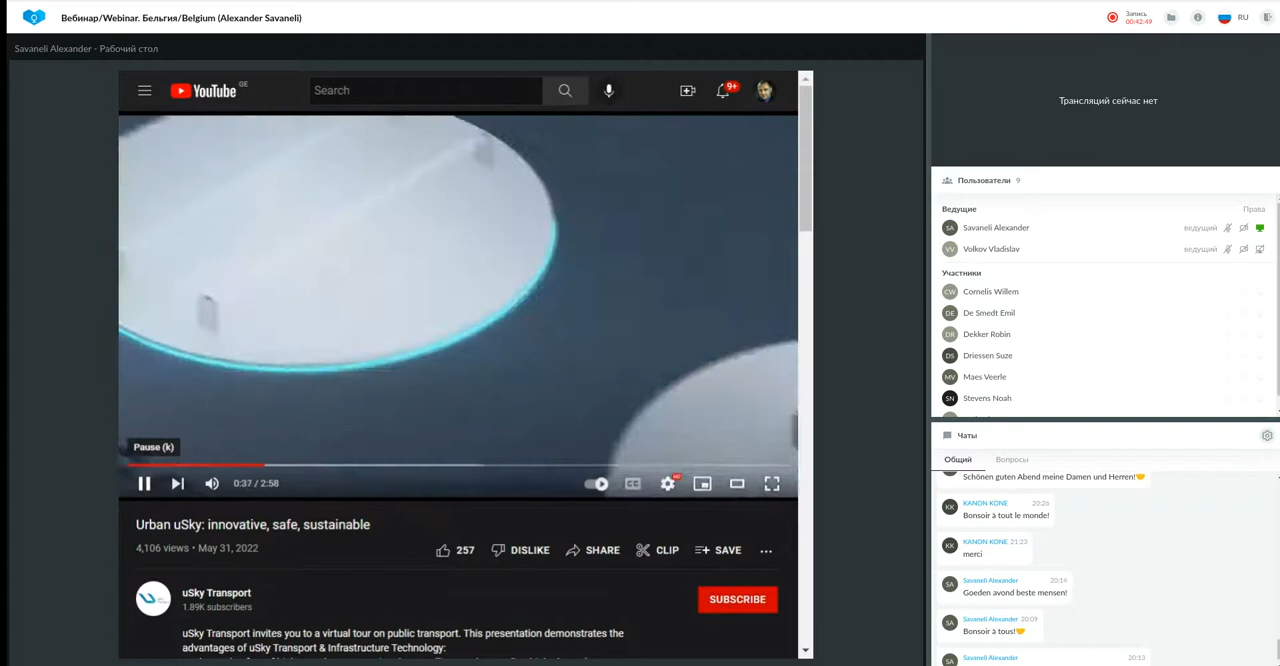 Вебинар/Webinar. Бельгия/Belgium (Alexander Savaneli)
Запись
00:42:49
RU
Savaneli Alexander - Рабочий стол
YouTube GE
Search
9+
Pause (k)
0:37 / 2:58
CC
HD
Urban uSky: innovative, safe, sustainable
4,106 views • May 31, 2022
257
DISLIKE
SHARE
CLIP
SAVE
uSky Transport
1.89K subscribers
SUBSCRIBE
uSky Transport invites you to a virtual tour on public transport. This presentation demonstrates the
advantages of uSky Transport & Infrastructure Technology:
Трансляций сейчас нет
Пользователи 9
Ведущие
Права
SA Savaneli Alexander ведущий
VV Volkov Vladislav ведущий
Участники
CW Cornelis Willem
DE De Smedt Emil
DR Dekker Robin
DS Driessen Suze
MV Maes Veerle
SN Stevens Noah
Чаты
Общий
Вопросы
Schönen guten Abend meine Damen und Herren!
KK KANON KONE 20:26
Bonsoir à tout le monde!
KK KANON KONE 21:23
merci
SA Savaneli Alexander 20:14
Goeden avond beste mensen!
SA Savaneli Alexander 20:09
Bonsoir à tous!
SA Savaneli Alexander 20:13